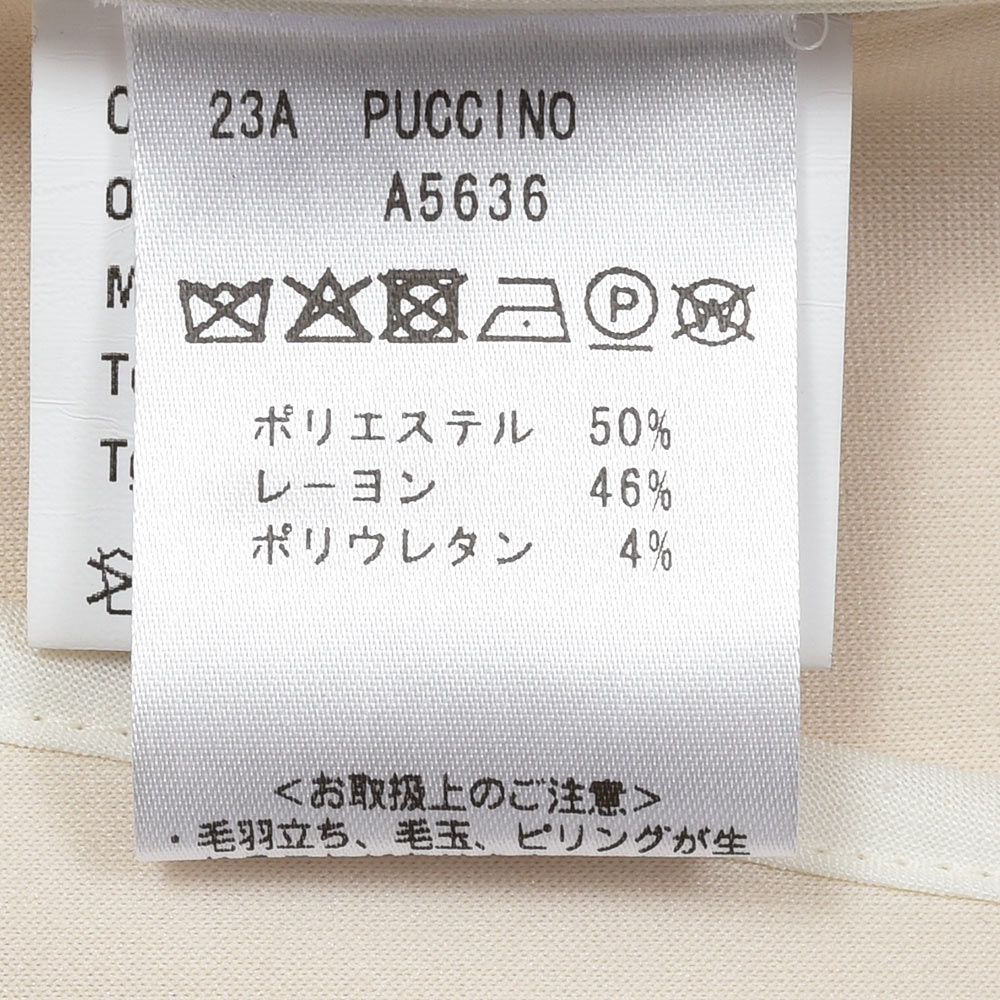 23A PUCCINO
A5636
P
W
ポリエステル 50%
レーヨン 46%
ポリウレタン 4%
<お取扱上のご注意>
・毛羽立ち、毛玉、ピリングが生